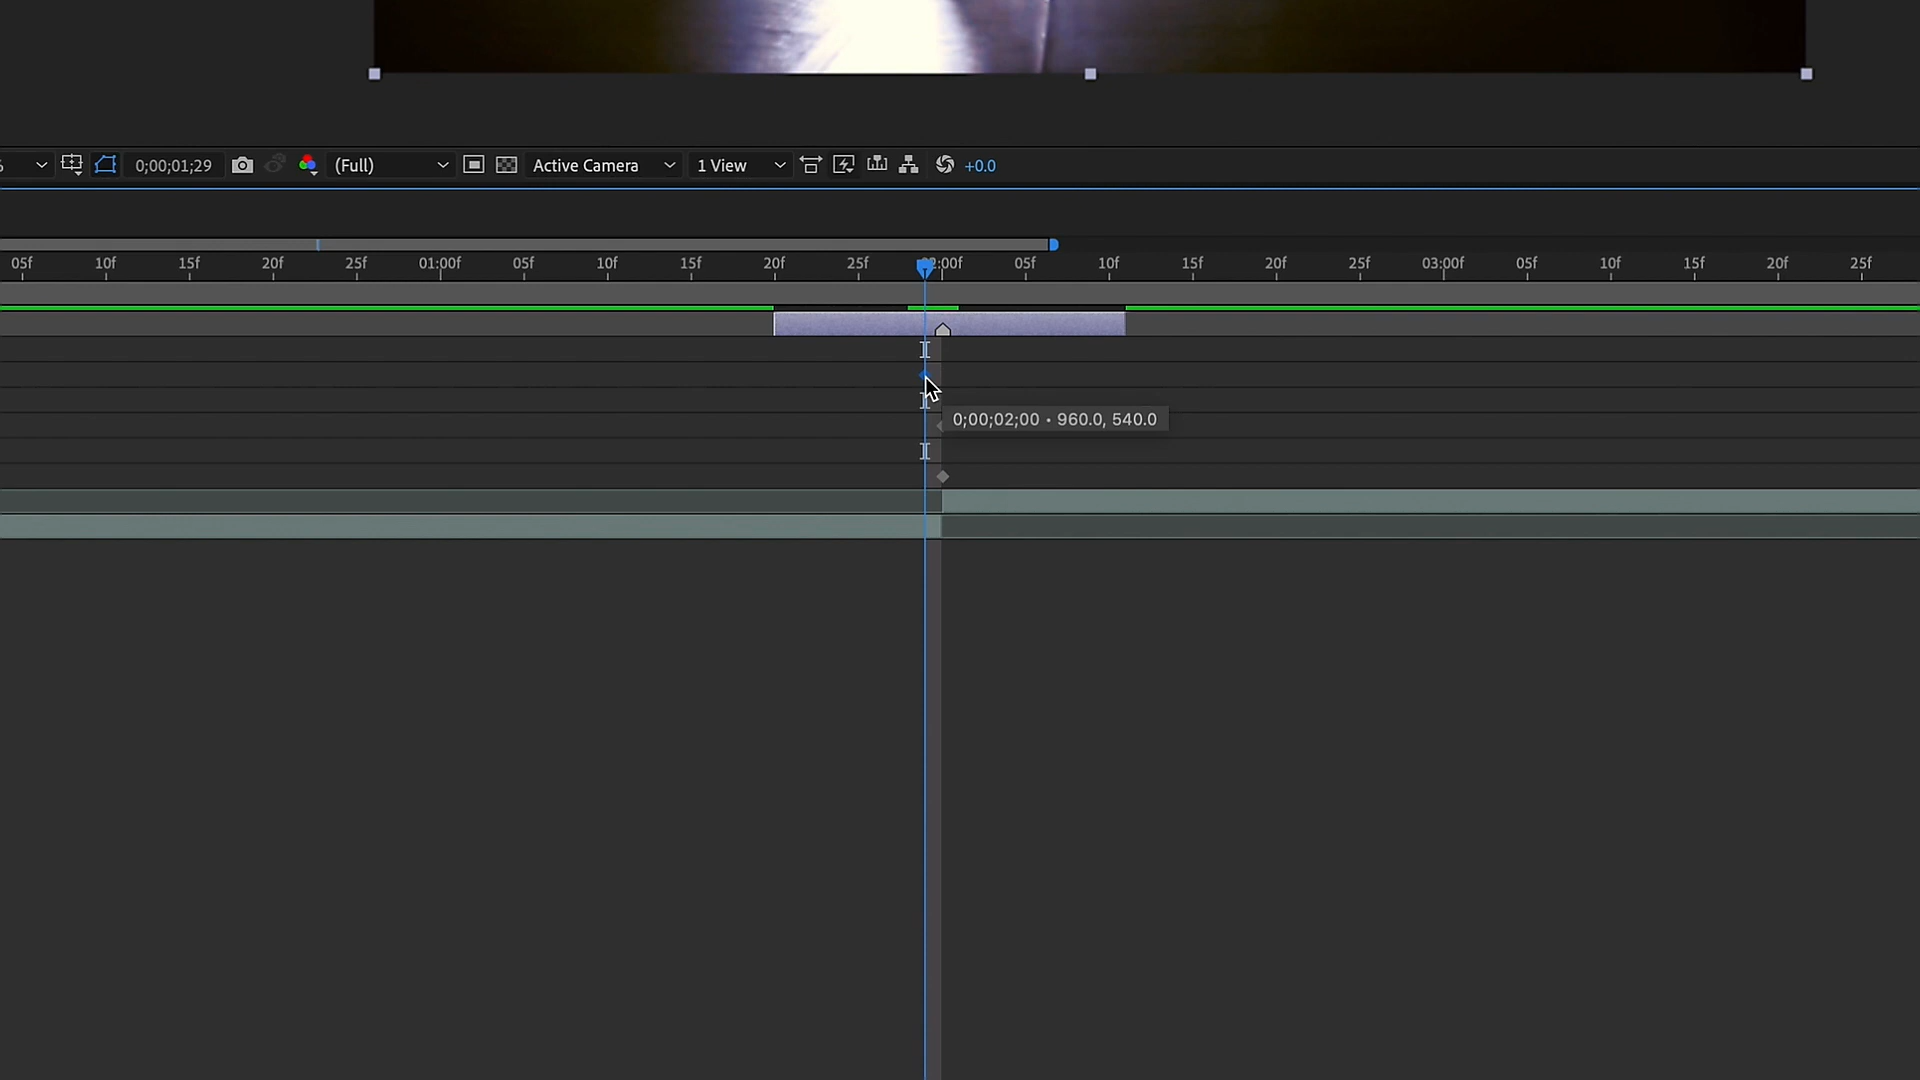 % 0;00;01;29 (Full) Active Camera 1 View +0.0
05f 10f 15f 20f 25f 01:00f 05f 10f 15f 20f 25f 2:00f 05f 10f 15f 20f 25f 03:00f 05f 10f 15f 20f 25f
0;00;02;00 • 960.0, 540.0